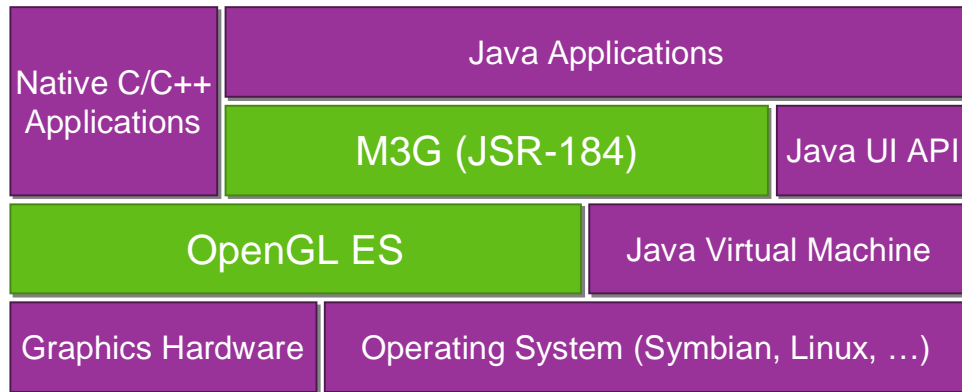 Native C/C++
Applications
Java Applications
M3G (JSR-184)
Java UI API
OpenGL ES
Java Virtual Machine
Graphics Hardware
Operating System (Symbian, Linux, …)